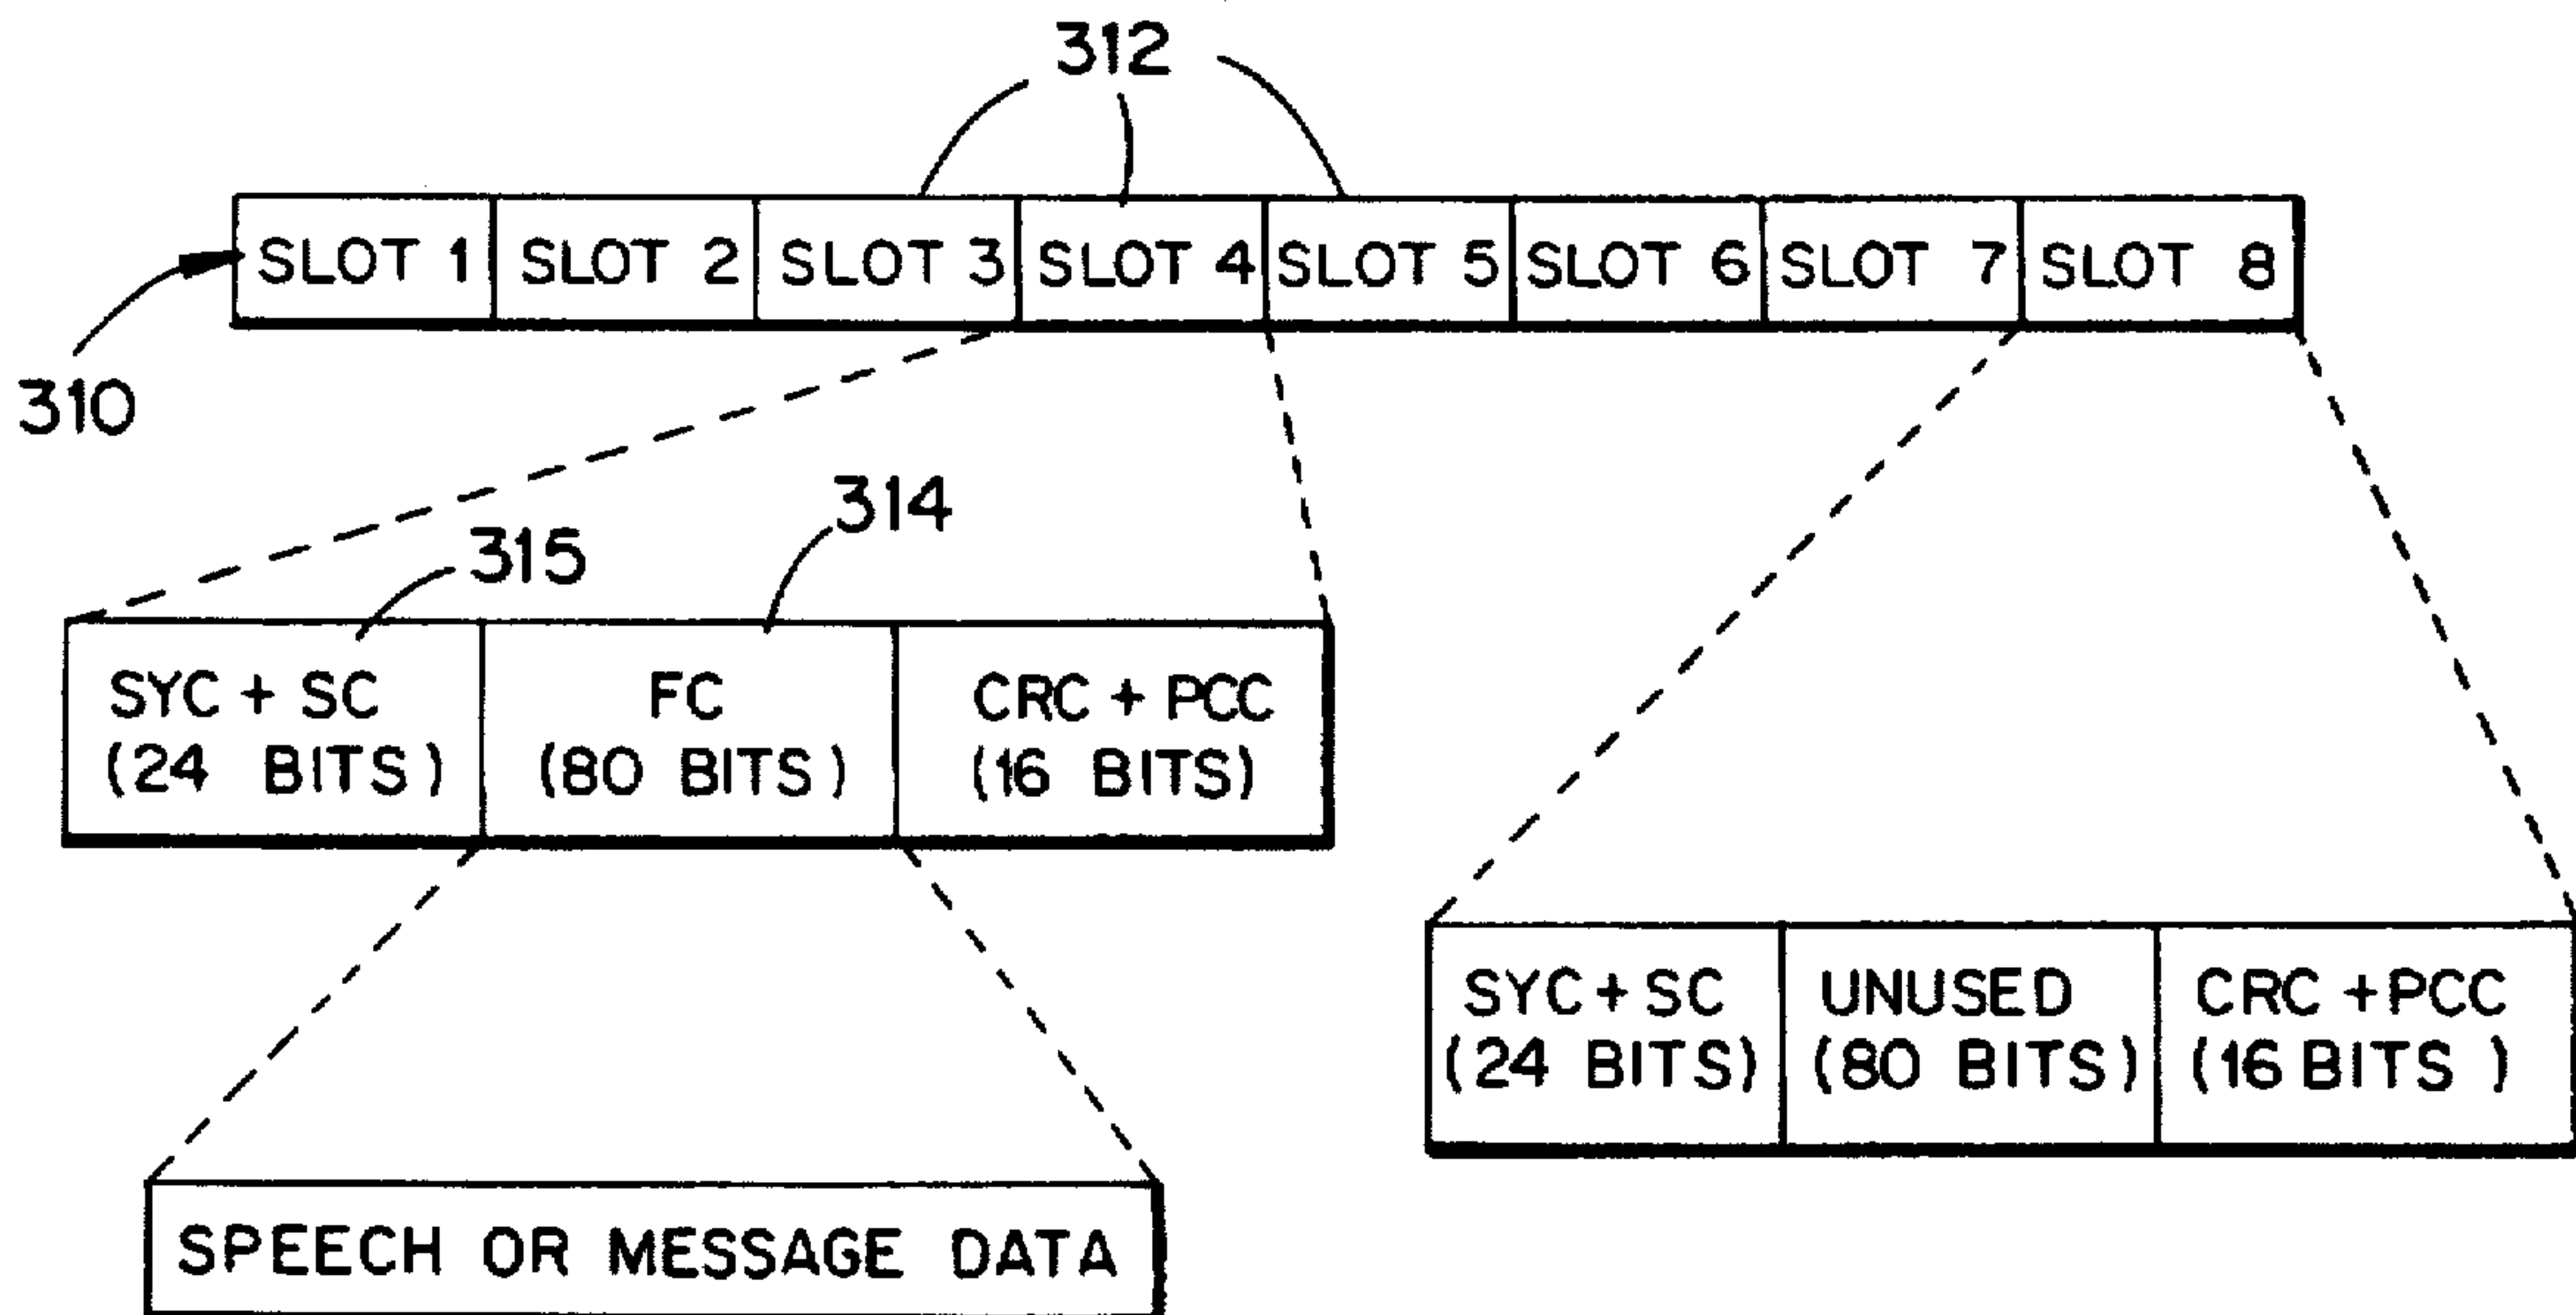 312
SLOT 1 SLOT 2 SLOT 3 SLOT 4 SLOT 5 SLOT 6 SLOT 7 SLOT 8
310
314
315
SYC + SC
(24 BITS)
FC
(80 BITS)
CRC + PCC
(16 BITS)
SYC + SC
(24 BITS)
UNUSED
(80 BITS)
CRC + PCC
(16 BITS)
SPEECH OR MESSAGE DATA